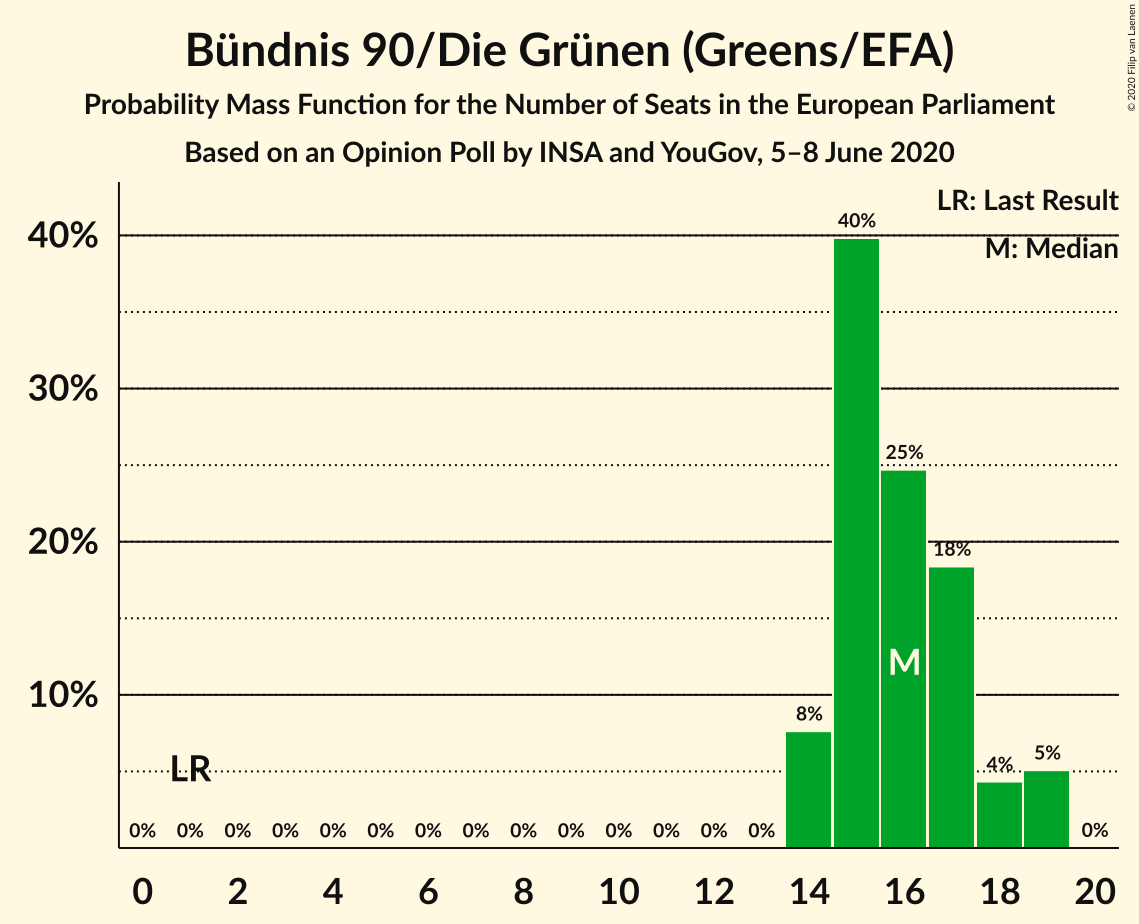 Bündnis 90/Die Grünen (Greens/EFA)
Probability Mass Function for the Number of Seats in the European Parliament
Based on an Opinion Poll by INSA and YouGov, 5–8 June 2020
© 2020 Filip van Laenen
LR: Last Result
M: Median
40%
30%
20%
10%
40%
25%
18%
M
8%
4%
5%
LR
0% 0% 0% 0% 0% 0% 0% 0% 0% 0% 0% 0% 0% 0% 0%
0 2 4 6 8 10 12 14 16 18 20